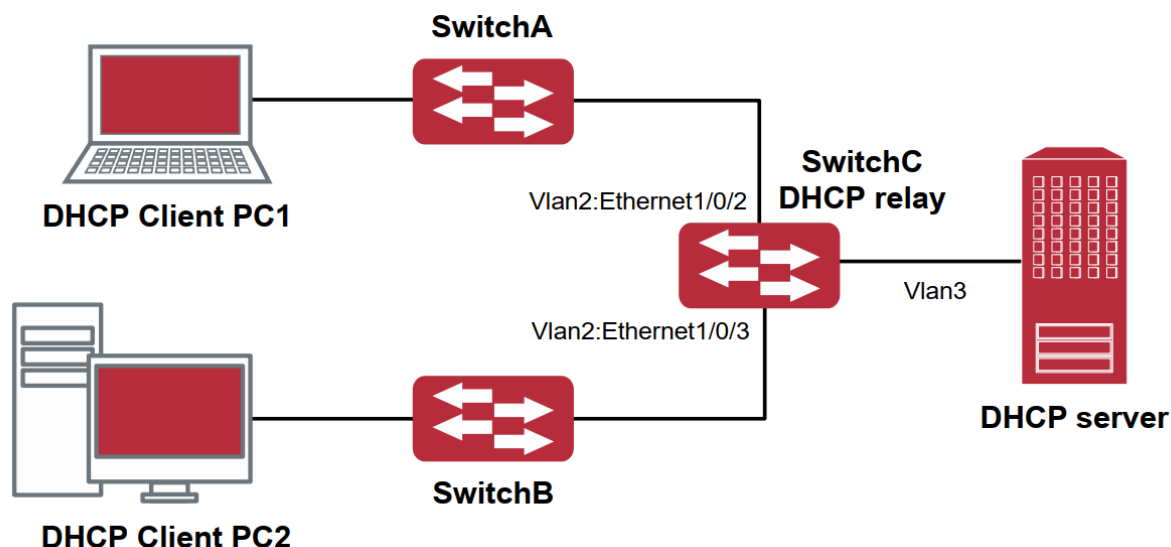 SwitchA
DHCP Client PC1
Vlan2:Ethernet1/0/2
SwitchC
DHCP relay
Vlan3
Vlan2:Ethernet1/0/3
DHCP server
SwitchB
DHCP Client PC2